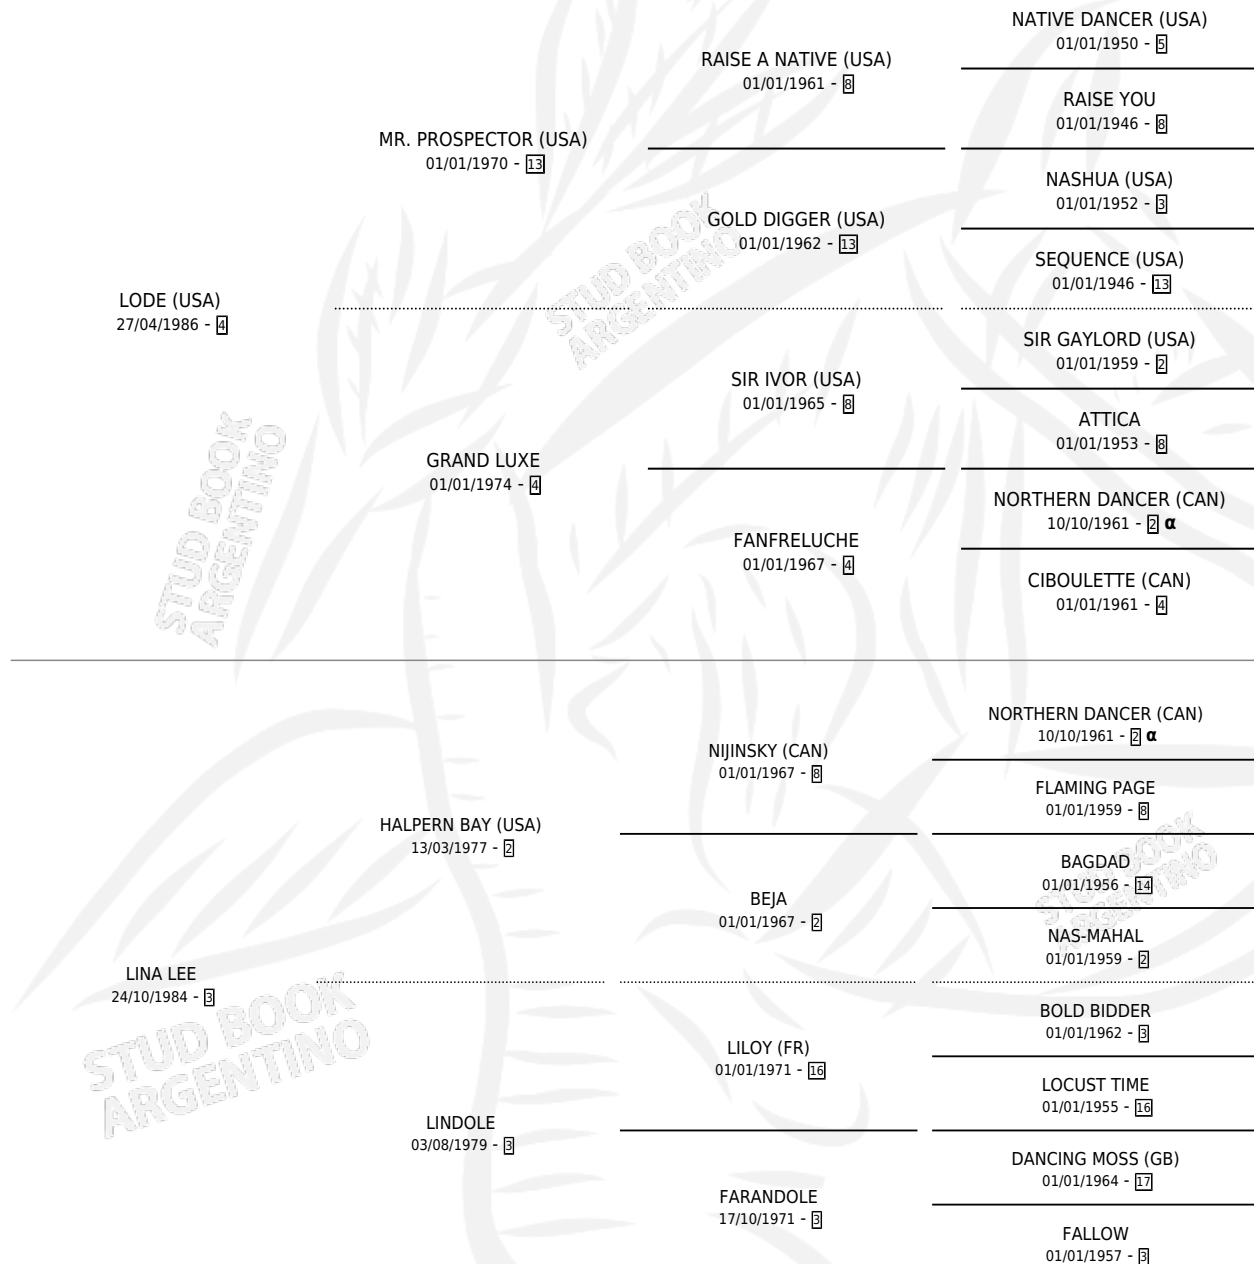 NATIVE DANCER (USA)
01/01/1950 - 5
RAISE A NATIVE (USA)
01/01/1961 - 8
RAISE YOU
01/01/1946 - 8
MR. PROSPECTOR (USA)
01/01/1970 - 13
NASHUA (USA)
01/01/1952 - 3
GOLD DIGGER (USA)
01/01/1962 - 13
SEQUENCE (USA)
01/01/1946 - 13
LODE (USA)
27/04/1986 - 4
STUD BOOK
ARGENTINO
SIR GAYLORD (USA)
01/01/1959 - 2
SIR IVOR (USA)
01/01/1965 - 8
ATTICA
01/01/1953 - 8
GRAND LUXE
01/01/1974 - 4
NORTHERN DANCER (CAN)
10/10/1961 - 2 α
FANFRELUCHE
01/01/1967 - 4
CIBOULETTE (CAN)
01/01/1961 - 4
STUD BOOK
ARGENTINO
NORTHERN DANCER (CAN)
10/10/1961 - 2 α
NIJINSKY (CAN)
01/01/1967 - 8
FLAMING PAGE
01/01/1959 - 8
HALPERN BAY (USA)
13/03/1977 - 2
BAGDAD
01/01/1956 - 14
STUD BOOK
ARGENTINO
BEJA
01/01/1967 - 2
NAS-MAHAL
01/01/1959 - 2
LINA LEE
24/10/1984 - 3
STUD BOOK
ARGENTINO
BOLD BIDDER
01/01/1962 - 3
LILOY (FR)
01/01/1971 - 16
LOCUST TIME
01/01/1955 - 16
LINDOLE
03/08/1979 - 3
DANCING MOSS (GB)
01/01/1964 - 17
FARANDOLE
17/10/1971 - 3
FALLOW
01/01/1957 - 3